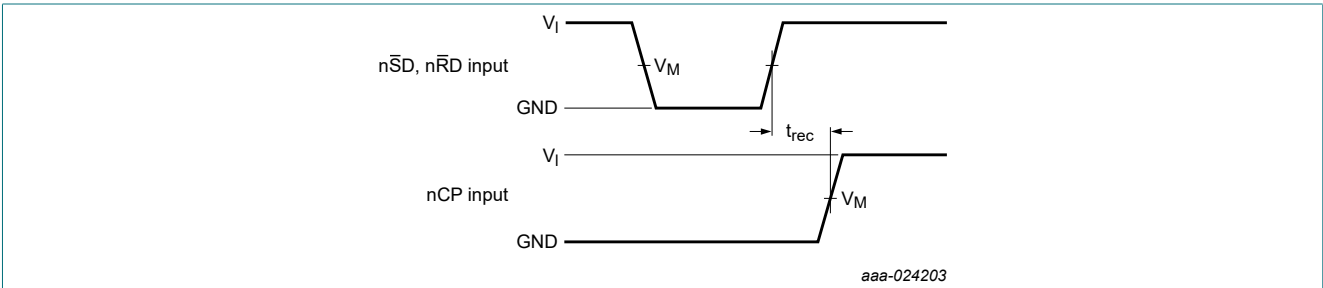 V_I
nS̅D, nR̅D input
V_M
GND
t_rec
V_I
nCP input
V_M
GND
aaa-024203